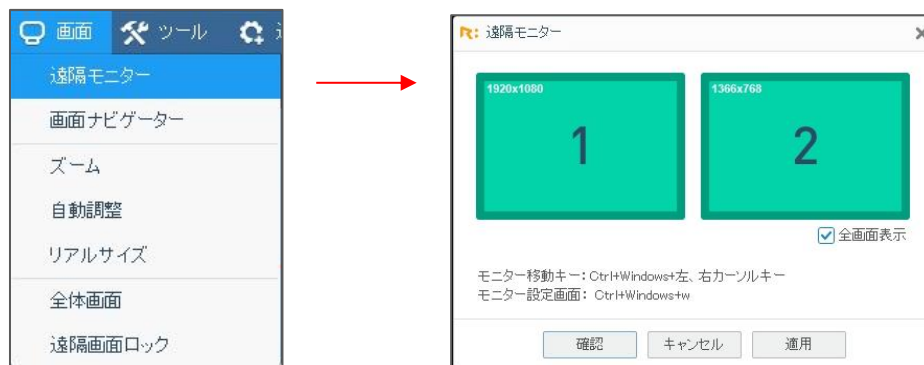 画面 ツール
遠隔モニター
画面ナビゲーター
ズーム
自動調整
リアルサイズ
全体画面
遠隔画面ロック
遠隔モニター
1920x1080
1
1366x768
2
全画面表示
モニター移動キー: Ctrl+Windows+左、右カーソルキー
モニター設定画面: Ctrl+Windows+w
確認 キャンセル 適用